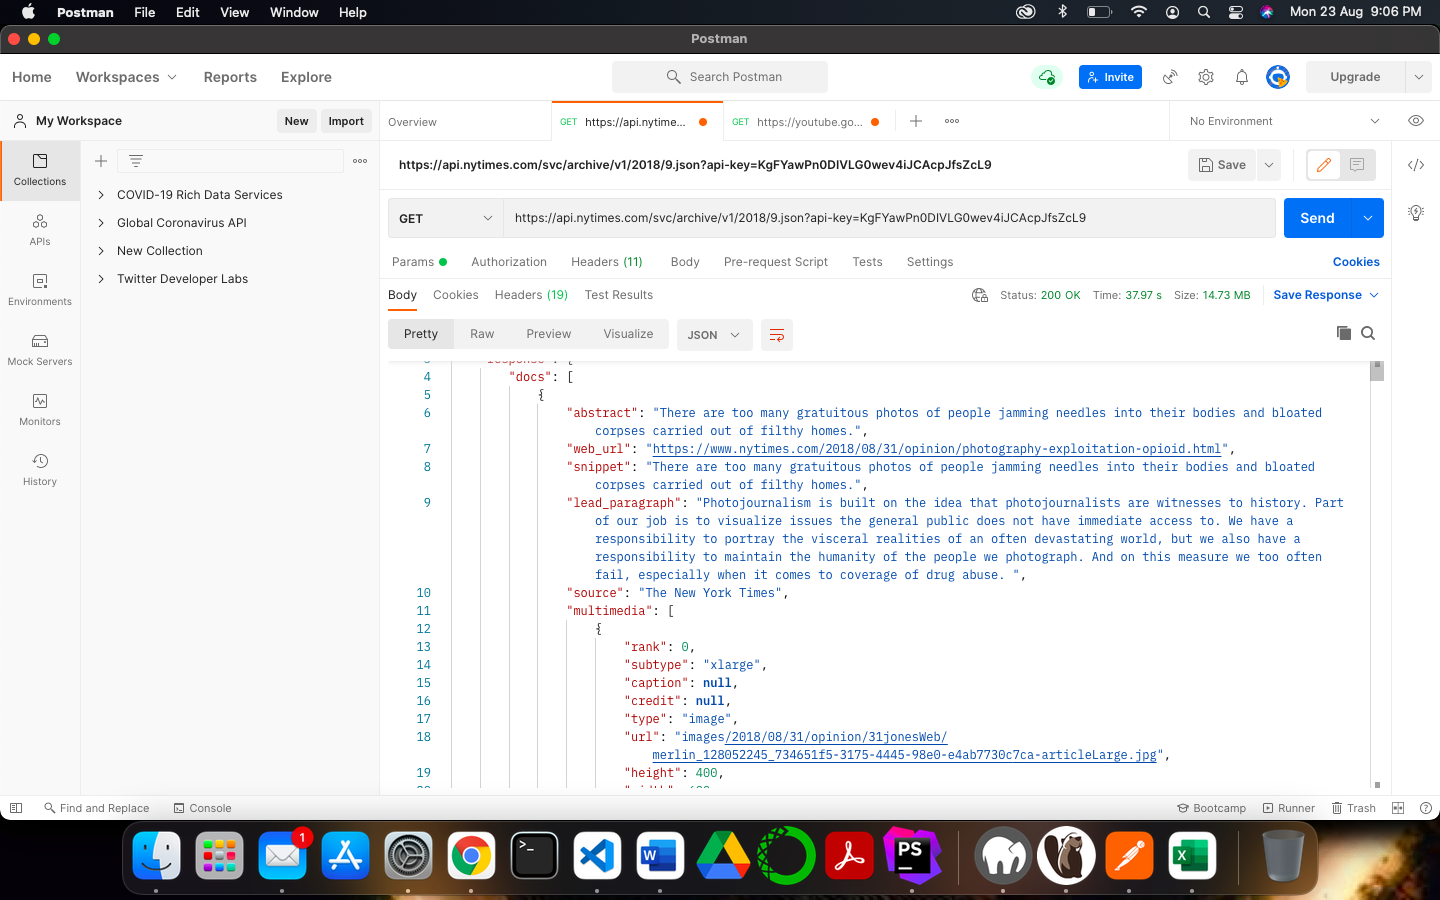 Postman File Edit View Window Help Mon 23 Aug 9:06 PM
Postman
Home Workspaces Reports Explore Search Postman Invite Upgrade
My Workspace New Import Overview GET https://api.nytime... GET https://youtube.go... No Environment
https://api.nytimes.com/svc/archive/v1/2018/9.json?api-key=KgFYawPn0DIVLG0wev4iJCAcpJfsZcL9 Save
Collections
COVID-19 Rich Data Services
Global Coronavirus API
New Collection
Twitter Developer Labs
APIs
Environments
Mock Servers
Monitors
History
GET https://api.nytimes.com/svc/archive/v1/2018/9.json?api-key=KgFYawPn0DIVLG0wev4iJCAcpJfsZcL9 Send
Params Authorization Headers (11) Body Pre-request Script Tests Settings Cookies
Body Cookies Headers (19) Test Results Status: 200 OK Time: 37.97 s Size: 14.73 MB Save Response
Pretty Raw Preview Visualize JSON
3 "response": {
4 "docs": [
5 {
6 "abstract": "There are too many gratuitous photos of people jamming needles into their bodies and bloated
corpses carried out of filthy homes.",
7 "web_url": "https://www.nytimes.com/2018/08/31/opinion/photography-exploitation-opioid.html",
8 "snippet": "There are too many gratuitous photos of people jamming needles into their bodies and bloated
corpses carried out of filthy homes.",
9 "lead_paragraph": "Photojournalism is built on the idea that photojournalists are witnesses to history. Part
of our job is to visualize issues the general public does not have immediate access to. We have a
responsibility to portray the visceral realities of an often devastating world, but we also have a
responsibility to maintain the humanity of the people we photograph. And on this measure we too often
fail, especially when it comes to coverage of drug abuse. ",
10 "source": "The New York Times",
11 "multimedia": [
12 {
13 "rank": 0,
14 "subtype": "xlarge",
15 "caption": null,
16 "credit": null,
17 "type": "image",
18 "url": "images/2018/08/31/opinion/31jonesWeb/
merlin_128052245_734651f5-3175-4445-98e0-e4ab7730c7ca-articleLarge.jpg",
19 "height": 400,
Find and Replace Console Bootcamp Runner Trash
1
>_
W
PS
X